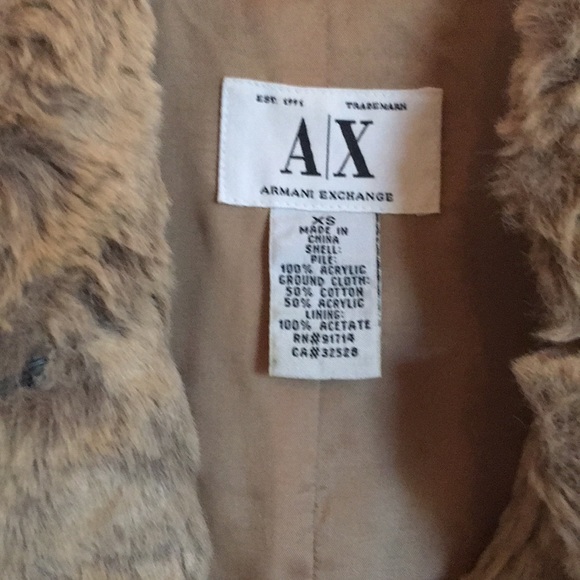 EST. 1991 TRADEMARK
A|X
ARMANI EXCHANGE
XS
MADE IN
CHINA
SHELL:
PILE:
100% ACRYLIC
GROUND CLOTH:
50% COTTON
50% ACRYLIC
LINING:
100% ACETATE
RN#91714
CA#32528